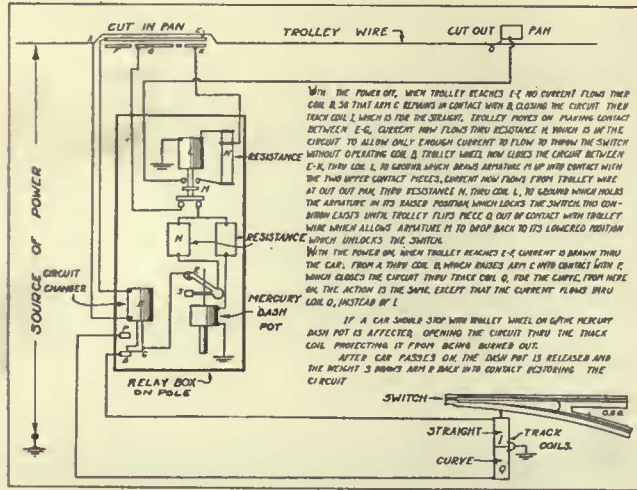 CUT IN PAN
TROLLEY WIRE
CUT OUT
PAN
WITH THE POWER OFF, WHEN TROLLEY REACHES E-F, NO CURRENT FLOWS THRU
COIL B, SO THAT ARM C REMAINS IN CONTACT WITH D, CLOSING THE CIRCUIT THRU
TRACK COIL I, WHICH IS FOR THE STRAIGHT. TROLLEY MOVES ON MAKING CONTACT
BETWEEN E-G, CURRENT NOW FLOWS THRU RESISTANCE H WHICH IS IN THE
CIRCUIT TO ALLOW ONLY ENOUGH CURRENT TO FLOW TO THROW THE SWITCH
WITHOUT OPERATING COIL B. TROLLEY WHEEL NOW CLOSES THE CIRCUIT BETWEEN
E-K, THRU COIL L, TO GROUND, WHICH DRAWS ARMATURE M UP INTO CONTACT WITH
THE TWO UPPER CONTACT PIECES, CURRENT NOW FLOWS FROM TROLLEY WIRE
AT CUT OUT PAN, THRU RESISTANCE N, THRU COIL L, TO GROUND WHICH HOLDS
THE ARMATURE IN ITS RAISED POSITION, WHICH LOCKS THE SWITCH. THIS CON-
DITION EXISTS UNTIL TROLLEY FLIPS PIECE O, OUT OF CONTACT WITH TROLLEY
WIRE WHICH ALLOWS ARMATURE M TO DROP BACK TO ITS LOWERED POSITION
WHICH UNLOCKS THE SWITCH.
WITH THE POWER ON, WHEN TROLLEY REACHES E-F, CURRENT IS DRAWN THRU
THE CAR, FROM A, THRU COIL B, WHICH RAISES ARM C INTO CONTACT WITH P,
WHICH CLOSES THE CIRCUIT THRU TRACK COIL Q, FOR THE CURVE, FROM HERE
ON, THE ACTION IS THE SAME, EXCEPT THAT THE CURRENT FLOWS THRU
COIL Q, INSTEAD OF I.
IF A CAR SHOULD STOP WITH TROLLEY WHEEL ON G, THE MERCURY
DASH POT IS AFFECTED, OPENING THE CIRCUIT THRU THE TRACK
COIL PROTECTING IT FROM BEING BURNED OUT.
AFTER CAR PASSES ON, THE DASH POT IS RELEASED AND
THE WEIGHT S DRAWS ARM R BACK INTO CONTACT RESTORING THE
CIRCUIT
SOURCE OF POWER
RESISTANCE
M
H
RESISTANCE
CIRCUIT
CHANGER
MERCURY
DASH
POT
RELAY BOX
ON POLE
SWITCH
STRAIGHT
TRACK
COILS.
CURVE